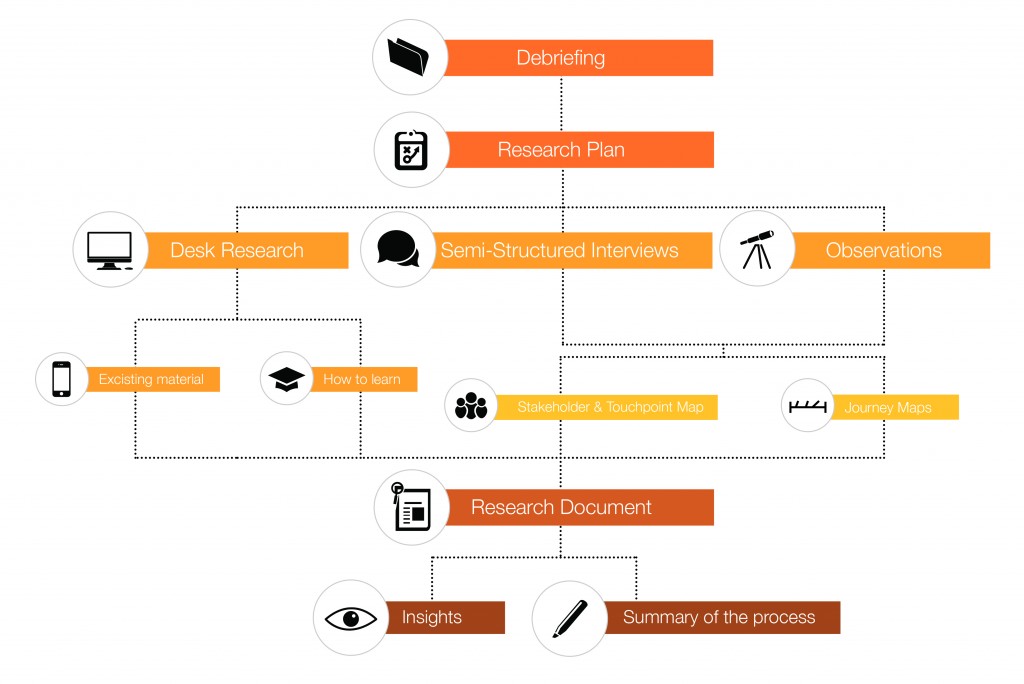 Debriefing
Research Plan
Desk Research
Semi-Structured Interviews
Observations
Excisting material
How to learn
Stakeholder & Touchpoint Map
Journey Maps
Research Document
Insights
Summary of the process